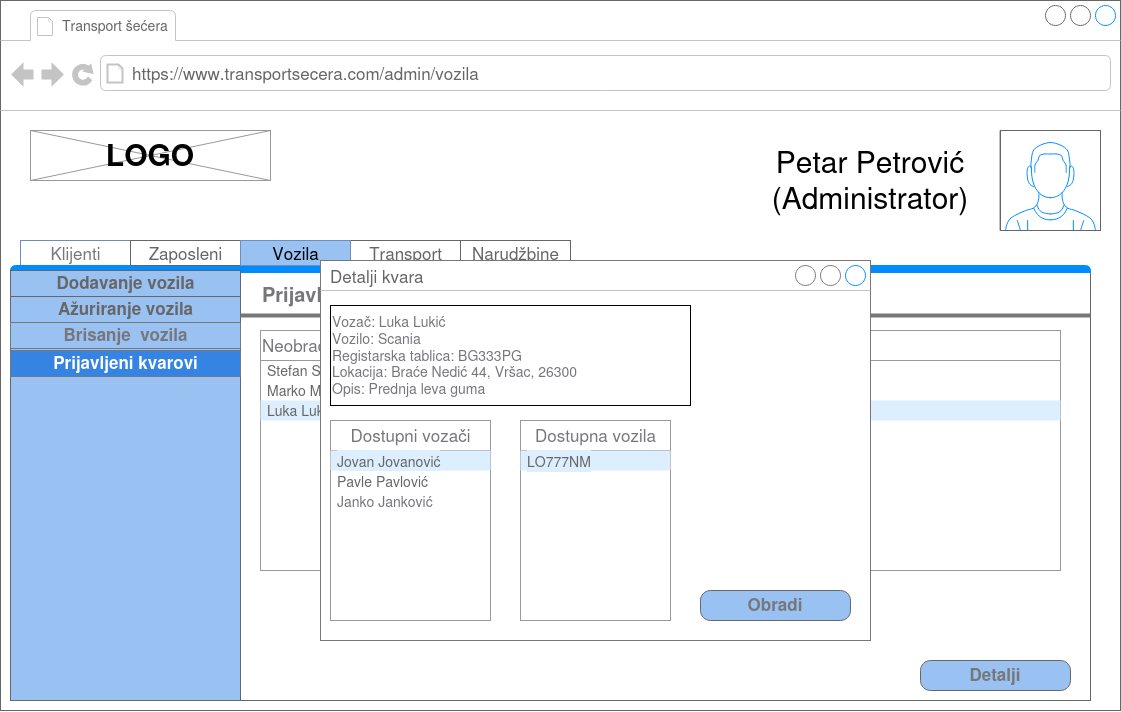 Transport šećera
https://www.transportsecera.com/admin/vozila
LOGO
Petar Petrović
(Administrator)
Klijenti
Zaposleni
Vozila
Transport
Narudžbine
Dodavanje vozila
Ažuriranje vozila
Brisanje vozila
Prijavljeni kvarovi
Stefan S
Marko M
Luka Luk
Detalji kvara
Vozač: Luka Lukić
Vozilo: Scania
Registarska tablica: BG333PG
Lokacija: Braće Nedić 44, Vršac, 26300
Opis: Prednja leva guma
Dostupni vozači
Jovan Jovanović
Pavle Pavlović
Janko Janković
Dostupna vozila
LO777NM
Obradi
Detalji